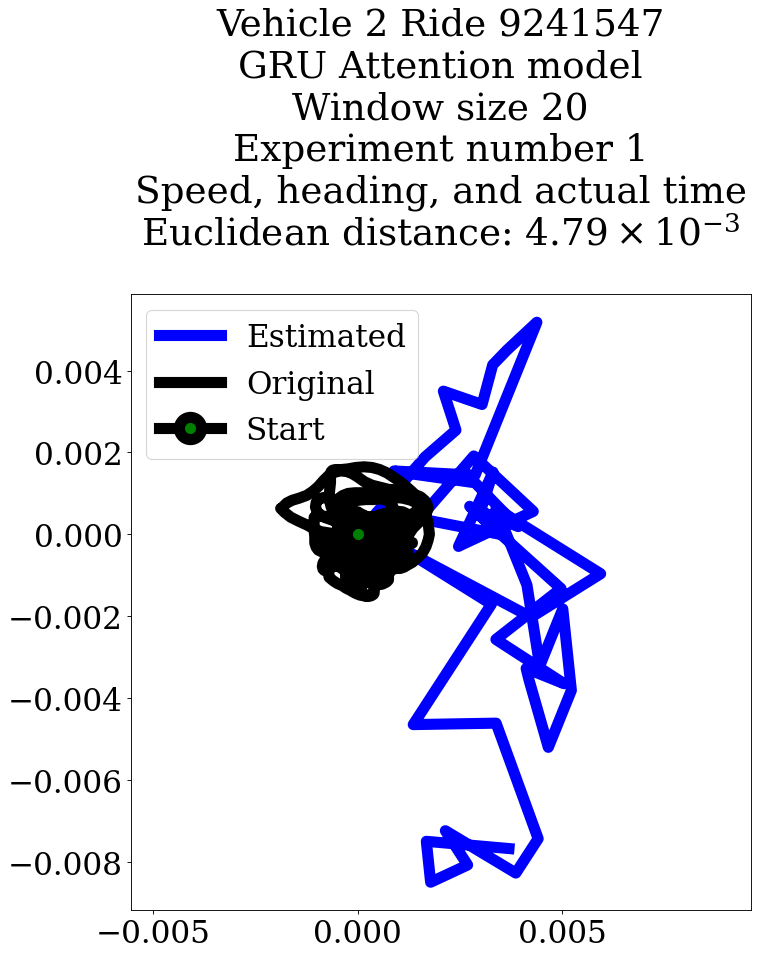 Vehicle 2 Ride 9241547
GRU Attention model
Window size 20
Experiment number 1
Speed, heading, and actual time
Euclidean distance: 4.79 × 10⁻³
Estimated
Original
Start
0.004
0.002
0.000
−0.002
−0.004
−0.006
−0.008
−0.005 0.000 0.005